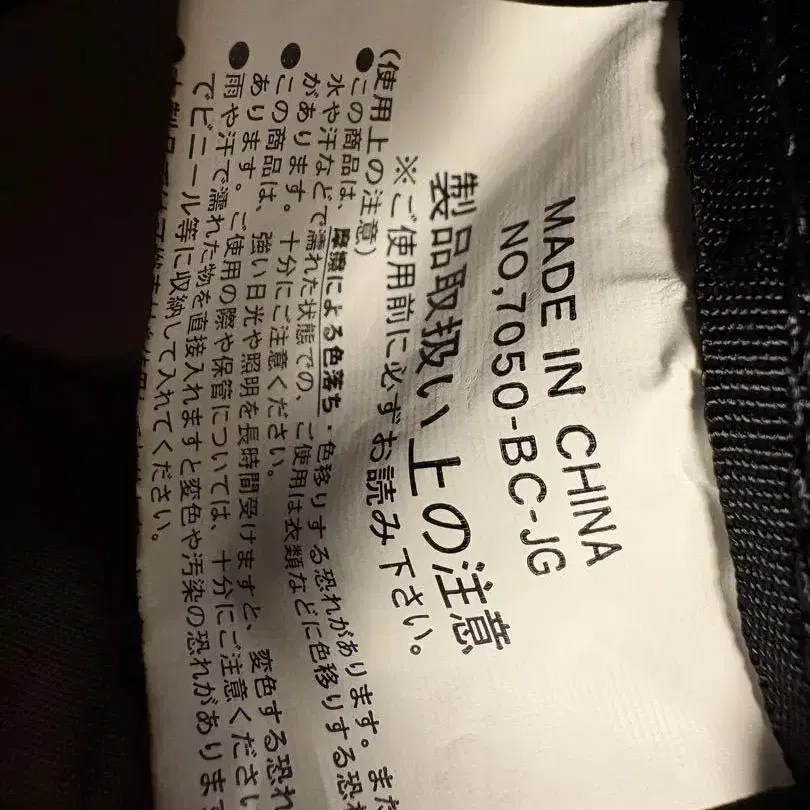 MADE IN CHINA
NO,7050-BC-JG
製品取扱い上の注意
※ご使用前に必ずお読み下さい。
(使用上の注意)
●この商品は、摩擦による色落ち・色移りする恐れがあります。また
水や汗などで濡れた状態での、ご使用は衣類などに色移りする恐れ
があります。十分にご注意ください。
●この商品は、強い日光や照明を長時間受けますと、変色する恐れ
あります。ご使用の際や保管については、十分にご注意ください
●雨や汗で濡れた物を直接入れますと変色や汚染の恐れがありま
でビニール等に収納して入れてください。